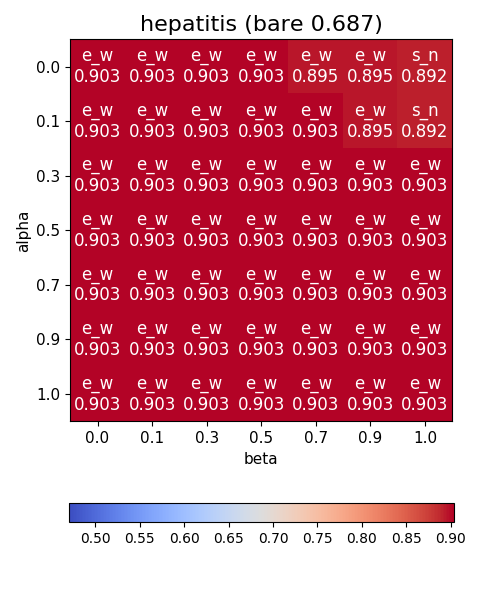 hepatitis (bare 0.687)
e_w e_w e_w e_w e_w e_w s_n
0.0 0.903 0.903 0.903 0.903 0.895 0.895 0.892
e_w e_w e_w e_w e_w e_w s_n
0.1 0.903 0.903 0.903 0.903 0.903 0.895 0.892
e_w e_w e_w e_w e_w e_w e_w
0.3 0.903 0.903 0.903 0.903 0.903 0.903 0.903
e_w e_w e_w e_w e_w e_w e_w
0.5 0.903 0.903 0.903 0.903 0.903 0.903 0.903
alpha
e_w e_w e_w e_w e_w e_w e_w
0.7 0.903 0.903 0.903 0.903 0.903 0.903 0.903
e_w e_w e_w e_w e_w e_w e_w
0.9 0.903 0.903 0.903 0.903 0.903 0.903 0.903
e_w e_w e_w e_w e_w e_w e_w
1.0 0.903 0.903 0.903 0.903 0.903 0.903 0.903
0.0 0.1 0.3 0.5 0.7 0.9 1.0
beta
0.50 0.55 0.60 0.65 0.70 0.75 0.80 0.85 0.90